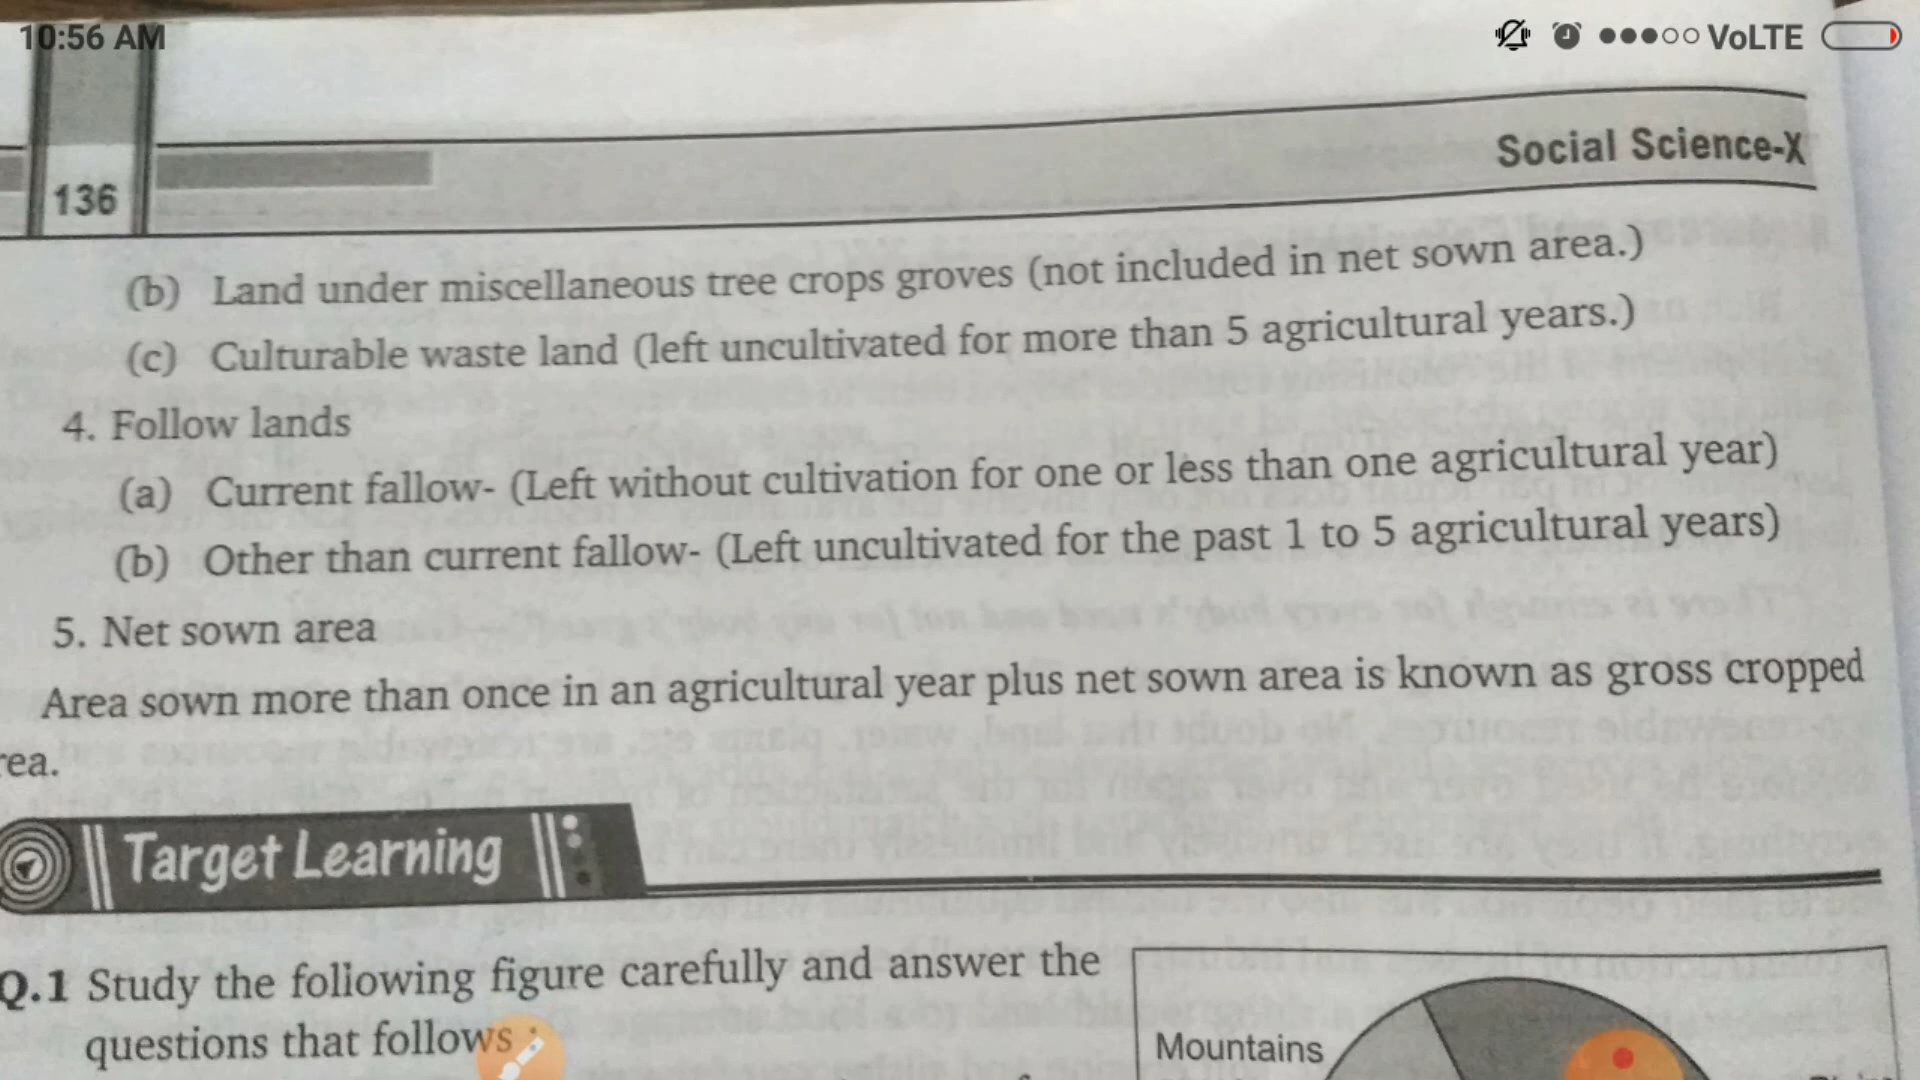 10:56 AM VoLTE
Social Science-X
136
(b) Land under miscellaneous tree crops groves (not included in net sown area.)
(c) Culturable waste land (left uncultivated for more than 5 agricultural years.)
4. Follow lands
(a) Current fallow- (Left without cultivation for one or less than one agricultural year)
(b) Other than current fallow- (Left uncultivated for the past 1 to 5 agricultural years)
5. Net sown area
Area sown more than once in an agricultural year plus net sown area is known as gross cropped
rea.
Target Learning
Q.1 Study the following figure carefully and answer the
questions that follows :
Mountains